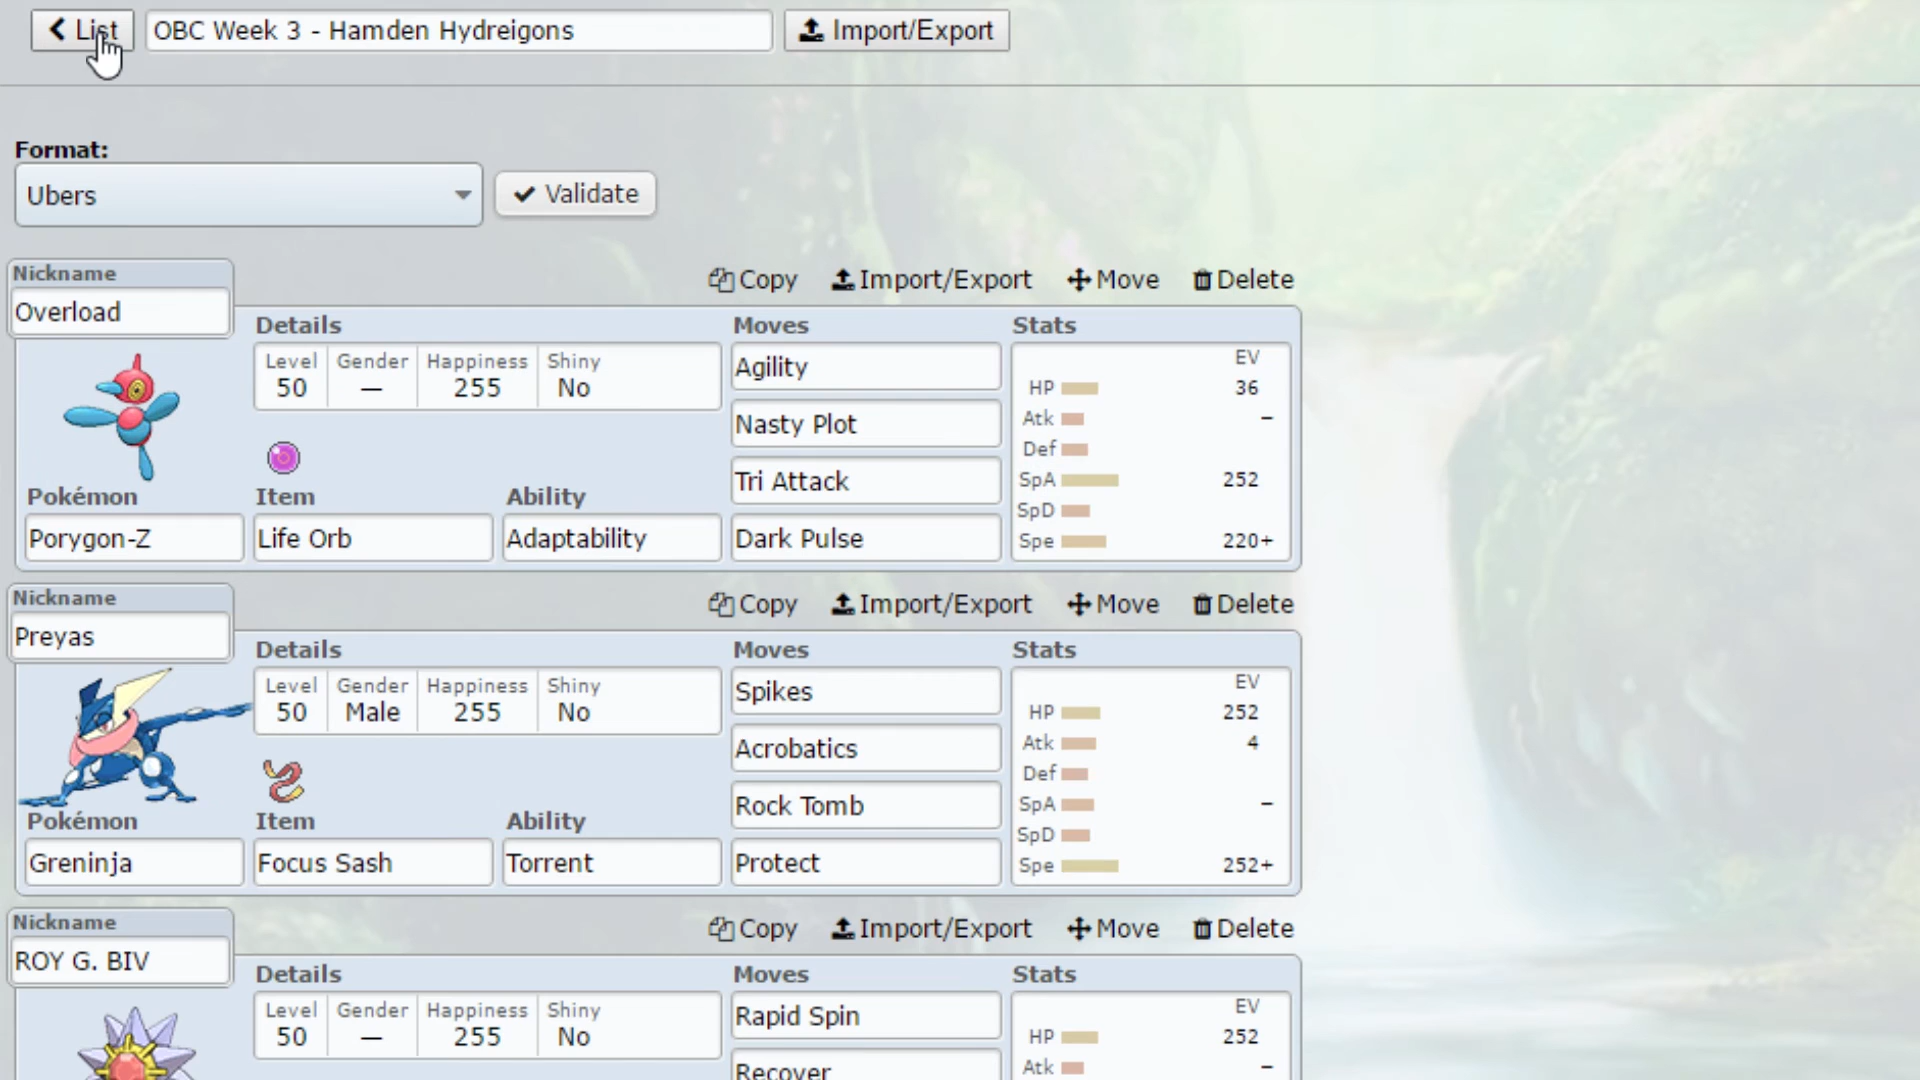 List
OBC Week 3 - Hamden Hydreigons
Import/Export
Format:
Ubers
Validate
Nickname
Overload
Copy Import/Export Move Delete
Details
Level Gender Happiness Shiny
50 — 255 No
Pokémon
Porygon-Z
Item
Life Orb
Ability
Adaptability
Moves
Agility
Nasty Plot
Tri Attack
Dark Pulse
Stats
EV
HP 36
Atk −
Def
SpA 252
SpD
Spe 220+
Nickname
Preyas
Copy Import/Export Move Delete
Details
Level Gender Happiness Shiny
50 Male 255 No
Pokémon
Greninja
Item
Focus Sash
Ability
Torrent
Moves
Spikes
Acrobatics
Rock Tomb
Protect
Stats
EV
HP 252
Atk 4
Def
SpA −
SpD
Spe 252+
Nickname
ROY G. BIV
Copy Import/Export Move Delete
Details
Level Gender Happiness Shiny
50 — 255 No
Moves
Rapid Spin
Recover
Stats
EV
HP 252
Atk −